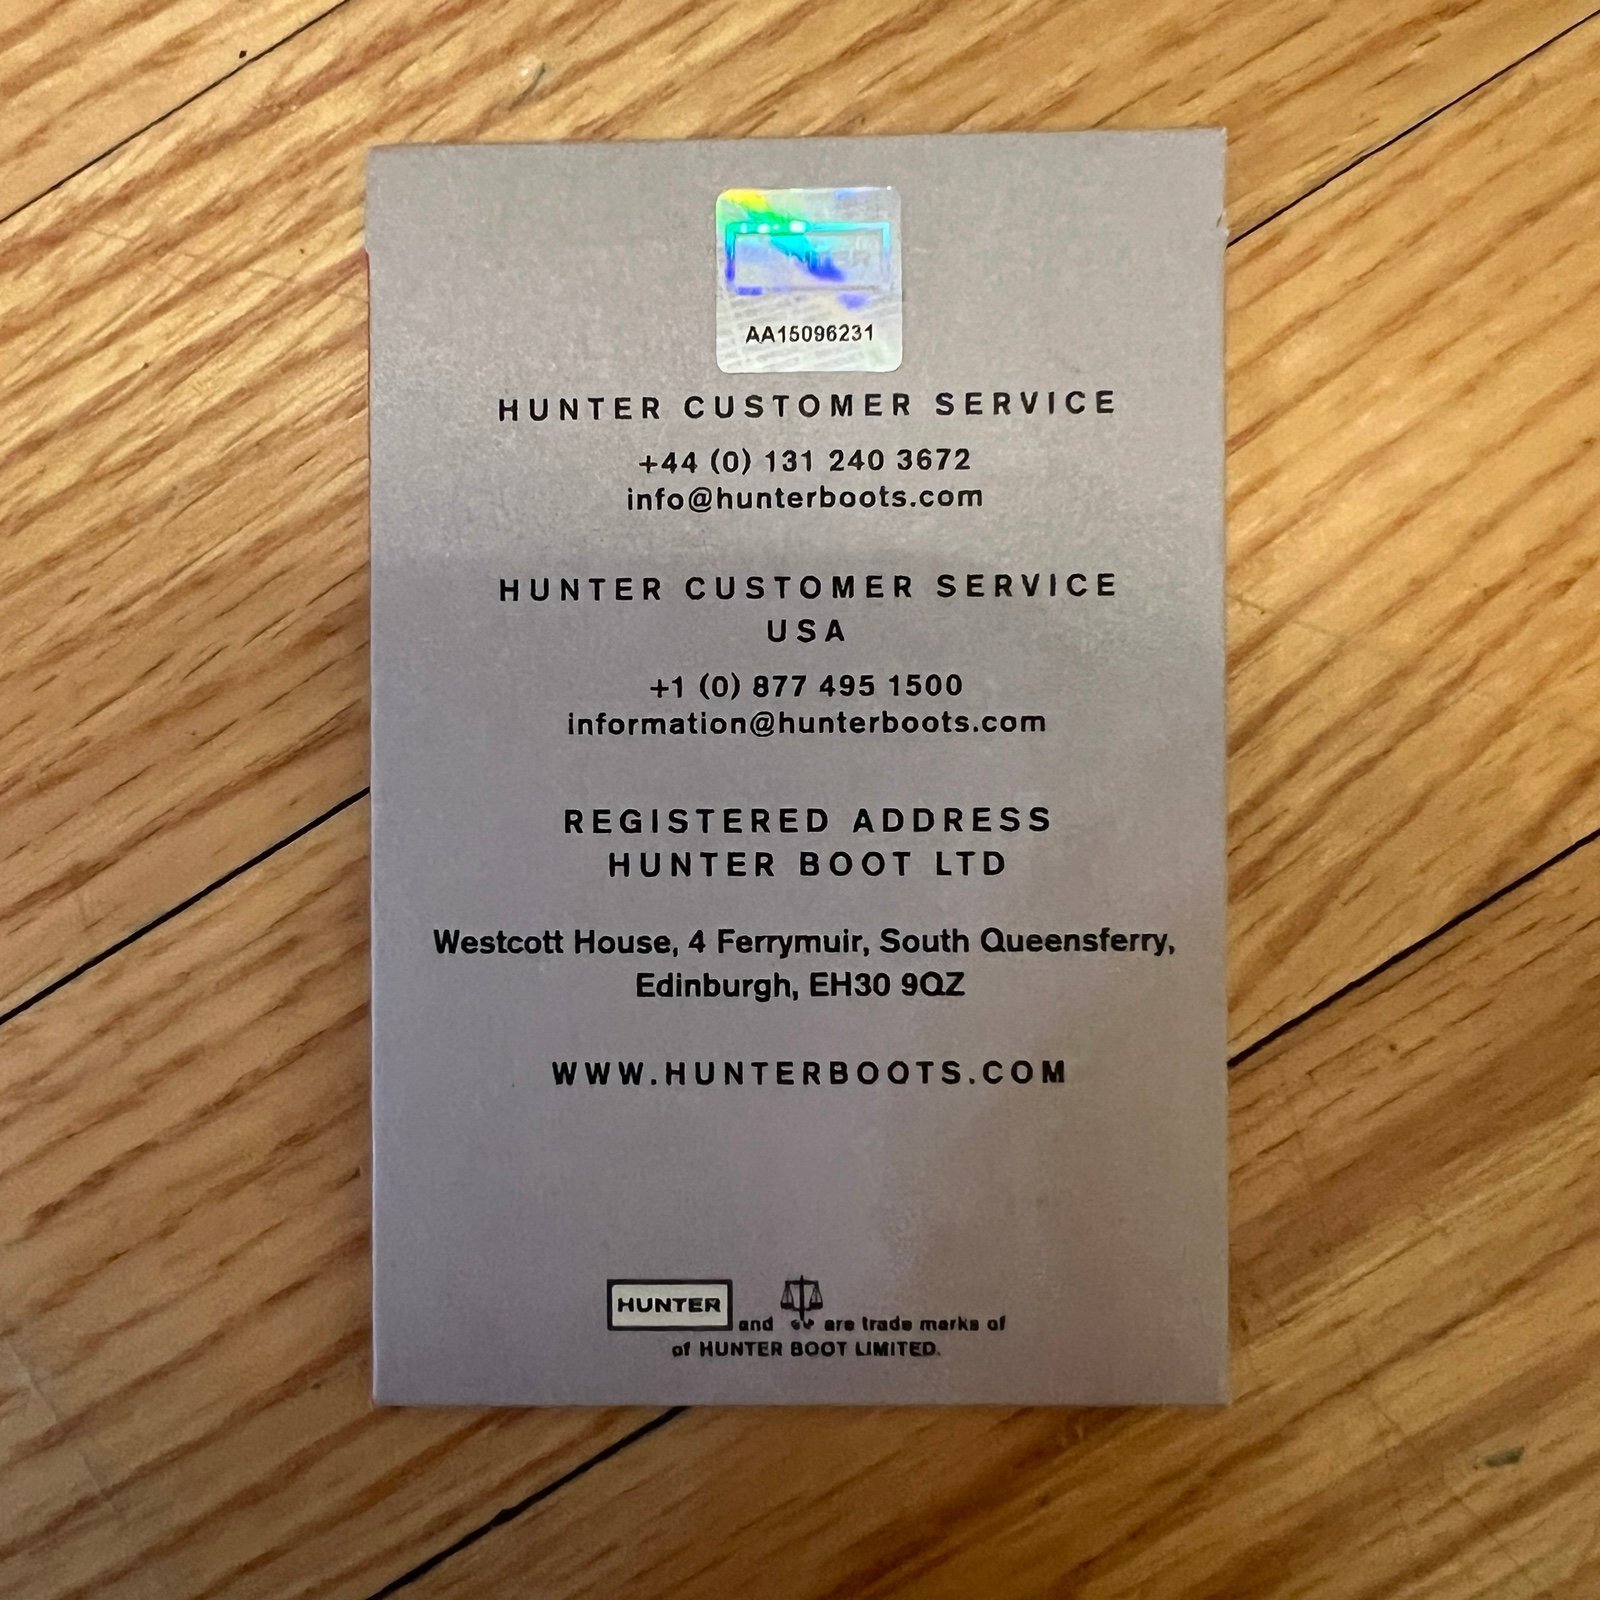 HUNTER
AA15096231
HUNTER CUSTOMER SERVICE
+44 (0) 131 240 3672
info@hunterboots.com
HUNTER CUSTOMER SERVICE
USA
+1 (0) 877 495 1500
information@hunterboots.com
REGISTERED ADDRESS
HUNTER BOOT LTD
Westcott House, 4 Ferrymuir, South Queensferry,
Edinburgh, EH30 9QZ
WWW.HUNTERBOOTS.COM
HUNTER and are trade marks of
of HUNTER BOOT LIMITED.